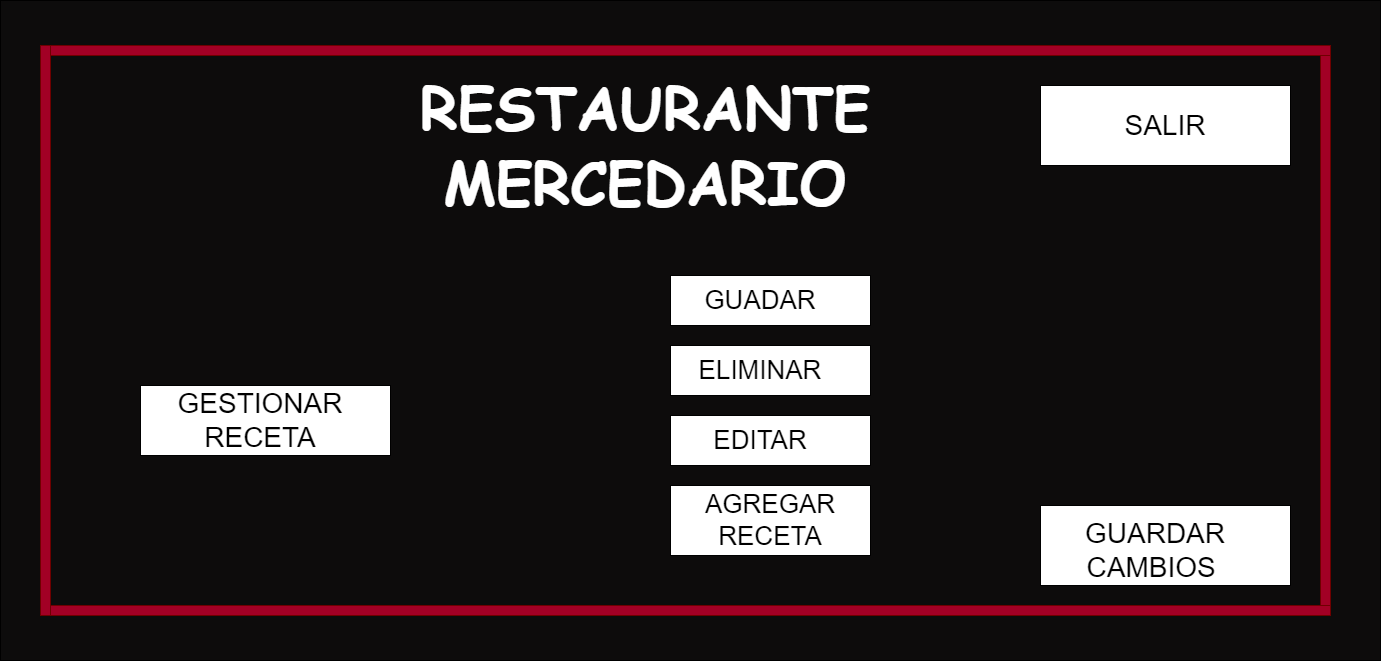 RESTAURANTE
MERCEDARIO
SALIR
GUADAR
ELIMINAR
GESTIONAR
RECETA
EDITAR
AGREGAR
RECETA
GUARDAR
CAMBIOS